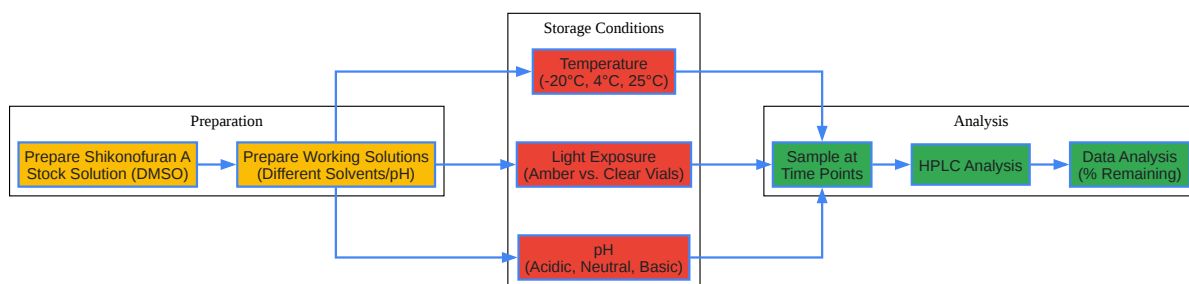 Storage Conditions
Temperature
(-20°C, 4°C, 25°C)
Preparation
Analysis
Prepare Shikonofuran A
Stock Solution (DMSO)
Prepare Working Solutions
(Different Solvents/pH)
Light Exposure
(Amber vs. Clear Vials)
Sample at
Time Points
HPLC Analysis
Data Analysis
(% Remaining)
pH
(Acidic, Neutral, Basic)